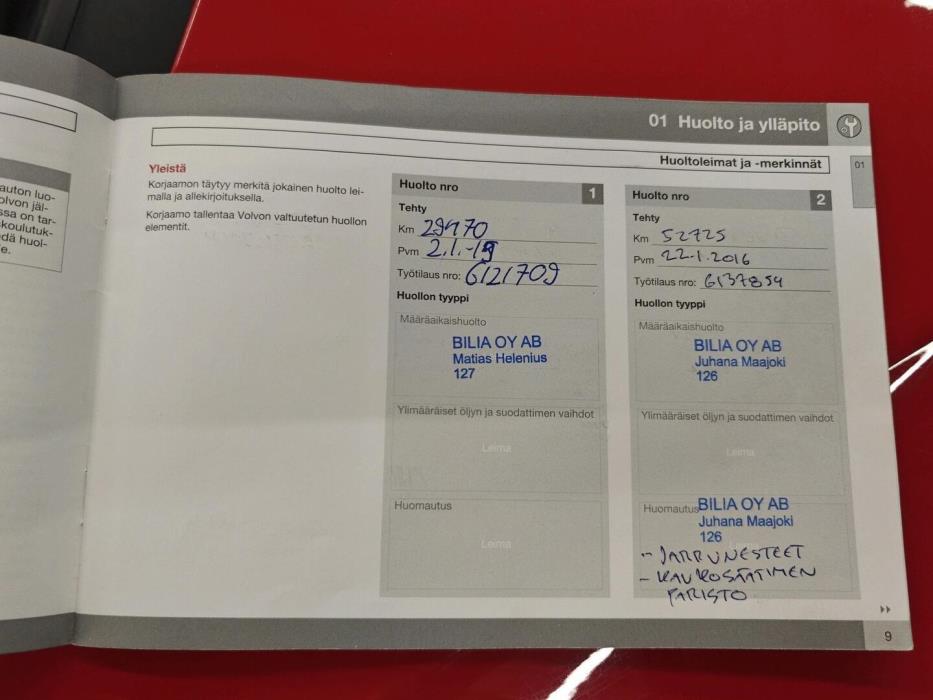 auton luo-
olvon jäl-
ssa on tar-
koulutuk-
dä huol-
e.
01 Huolto ja ylläpito
Huoltoleimat ja -merkinnät
01
Yleistä
Korjaamon täytyy merkitä jokainen huolto lei-
malla ja allekirjoituksella.
Korjaamo tallentaa Volvon valtuutetun huollon
elementit.
Huolto nro 1
Tehty
Km 29170
Pvm 2.1.-15
Työtilaus nro: 6121709
Huollon tyyppi
Määräaikaishuolto
BILIA OY AB
Matias Helenius
127
Ylimääräiset öljyn ja suodattimen vaihdot
Leima
Huomautus
Leima
Huolto nro 2
Tehty
Km 52725
Pvm 22.1.2016
Työtilaus nro: 6137854
Huollon tyyppi
Määräaikaishuolto
BILIA OY AB
Juhana Maajoki
126
Ylimääräiset öljyn ja suodattimen vaihdot
Leima
Huomautus
BILIA OY AB
Juhana Maajoki
126
- JARRUNESTEET
- KAUKOSÄÄTIMEN
PARISTO
9